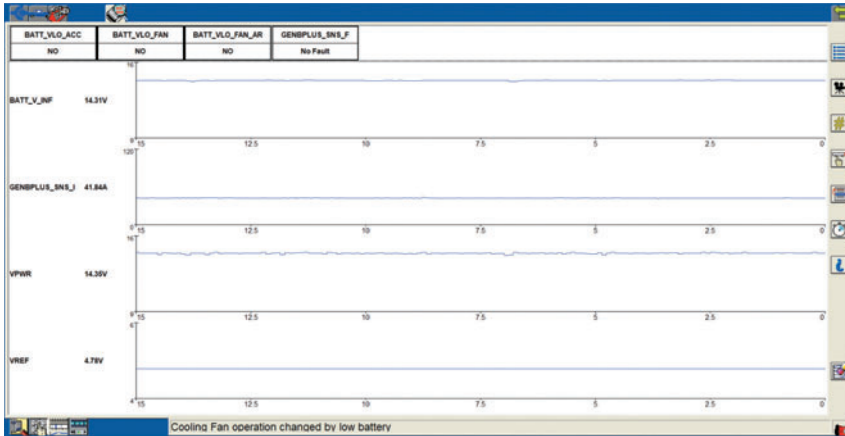 BATT_VLO_ACC BATT_VLO_FAN BATT_VLO_FAN_AR GENBPLUS_SNS_F
NO NO NO No Fault
16
BATT_V_INF 14.31V
8 15 12.5 10 7.5 5 2.5 0
120
GENBPLUS_SNS_I 41.84A
0 15 12.5 10 7.5 5 2.5 0
16
VPWR 14.35V
8 15 12.5 10 7.5 5 2.5 0
6
VREF 4.78V
4 15 12.5 10 7.5 5 2.5 0
Cooling Fan operation changed by low battery